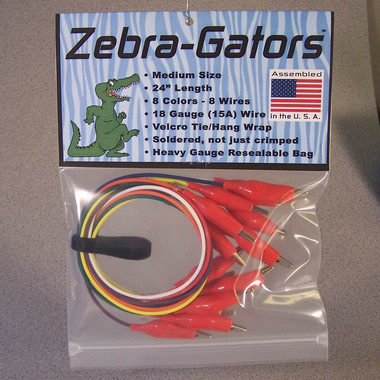 Zebra-Gators
• Medium Size
• 24" Length
• 8 Colors - 8 Wires
• 18 Gauge (15A) Wire
• Velcro Tie/Hang Wrap
• Soldered, not just crimped
• Heavy Gauge Resealable Bag
Assembled
in the U. S. A.